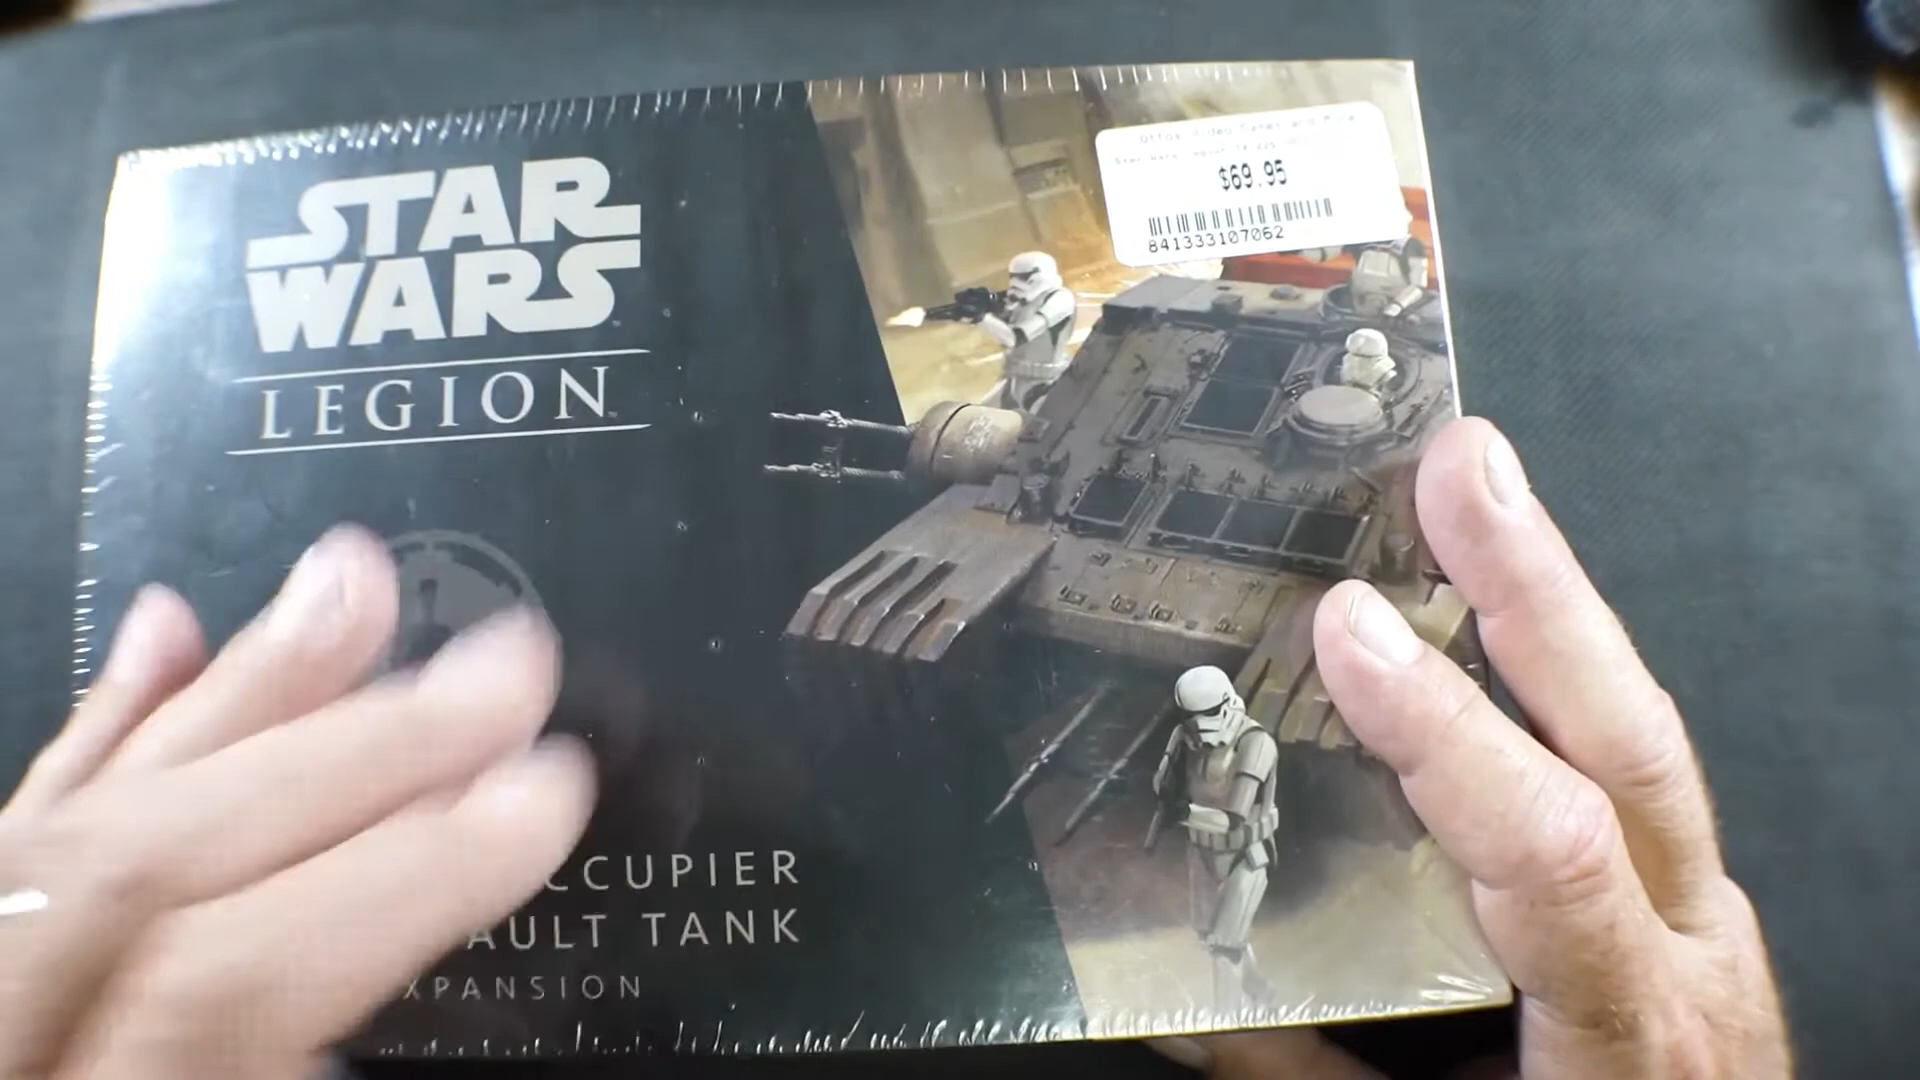 STAR
WARS
LEGION
$69.95
841333107062
CCUPIER
AULT TANK
XPANSION